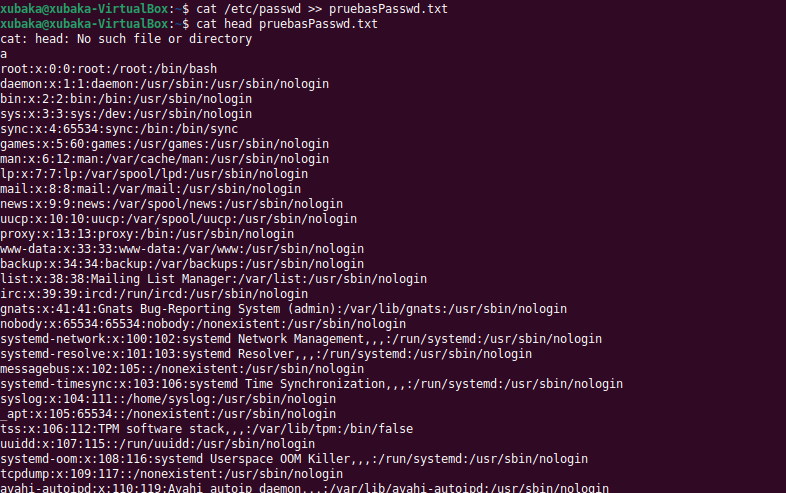 xubaka@xubaka-VirtualBox:~$ cat /etc/passwd >> pruebasPasswd.txt
xubaka@xubaka-VirtualBox:~$ cat head pruebasPasswd.txt
cat: head: No such file or directory
a
root:x:0:0:root:/root:/bin/bash
daemon:x:1:1:daemon:/usr/sbin:/usr/sbin/nologin
bin:x:2:2:bin:/bin:/usr/sbin/nologin
sys:x:3:3:sys:/dev:/usr/sbin/nologin
sync:x:4:65534:sync:/bin:/bin/sync
games:x:5:60:games:/usr/games:/usr/sbin/nologin
man:x:6:12:man:/var/cache/man:/usr/sbin/nologin
lp:x:7:7:lp:/var/spool/lpd:/usr/sbin/nologin
mail:x:8:8:mail:/var/mail:/usr/sbin/nologin
news:x:9:9:news:/var/spool/news:/usr/sbin/nologin
uucp:x:10:10:uucp:/var/spool/uucp:/usr/sbin/nologin
proxy:x:13:13:proxy:/bin:/usr/sbin/nologin
www-data:x:33:33:www-data:/var/www:/usr/sbin/nologin
backup:x:34:34:backup:/var/backups:/usr/sbin/nologin
list:x:38:38:Mailing List Manager:/var/list:/usr/sbin/nologin
irc:x:39:39:ircd:/run/ircd:/usr/sbin/nologin
gnats:x:41:41:Gnats Bug-Reporting System (admin):/var/lib/gnats:/usr/sbin/nologin
nobody:x:65534:65534:nobody:/nonexistent:/usr/sbin/nologin
systemd-network:x:100:102:systemd Network Management,,,:/run/systemd:/usr/sbin/nologin
systemd-resolve:x:101:103:systemd Resolver,,,:/run/systemd:/usr/sbin/nologin
messagebus:x:102:105::/nonexistent:/usr/sbin/nologin
systemd-timesync:x:103:106:systemd Time Synchronization,,,:/run/systemd:/usr/sbin/nologin
syslog:x:104:111::/home/syslog:/usr/sbin/nologin
_apt:x:105:65534::/nonexistent:/usr/sbin/nologin
tss:x:106:112:TPM software stack,,,:/var/lib/tpm:/bin/false
uuidd:x:107:115::/run/uuidd:/usr/sbin/nologin
systemd-oom:x:108:116:systemd Userspace OOM Killer,,,:/run/systemd:/usr/sbin/nologin
tcpdump:x:109:117::/nonexistent:/usr/sbin/nologin
avahi-autoipd:x:110:119:Avahi autoip daemon,,,:/var/lib/avahi-autoipd:/usr/sbin/nologin